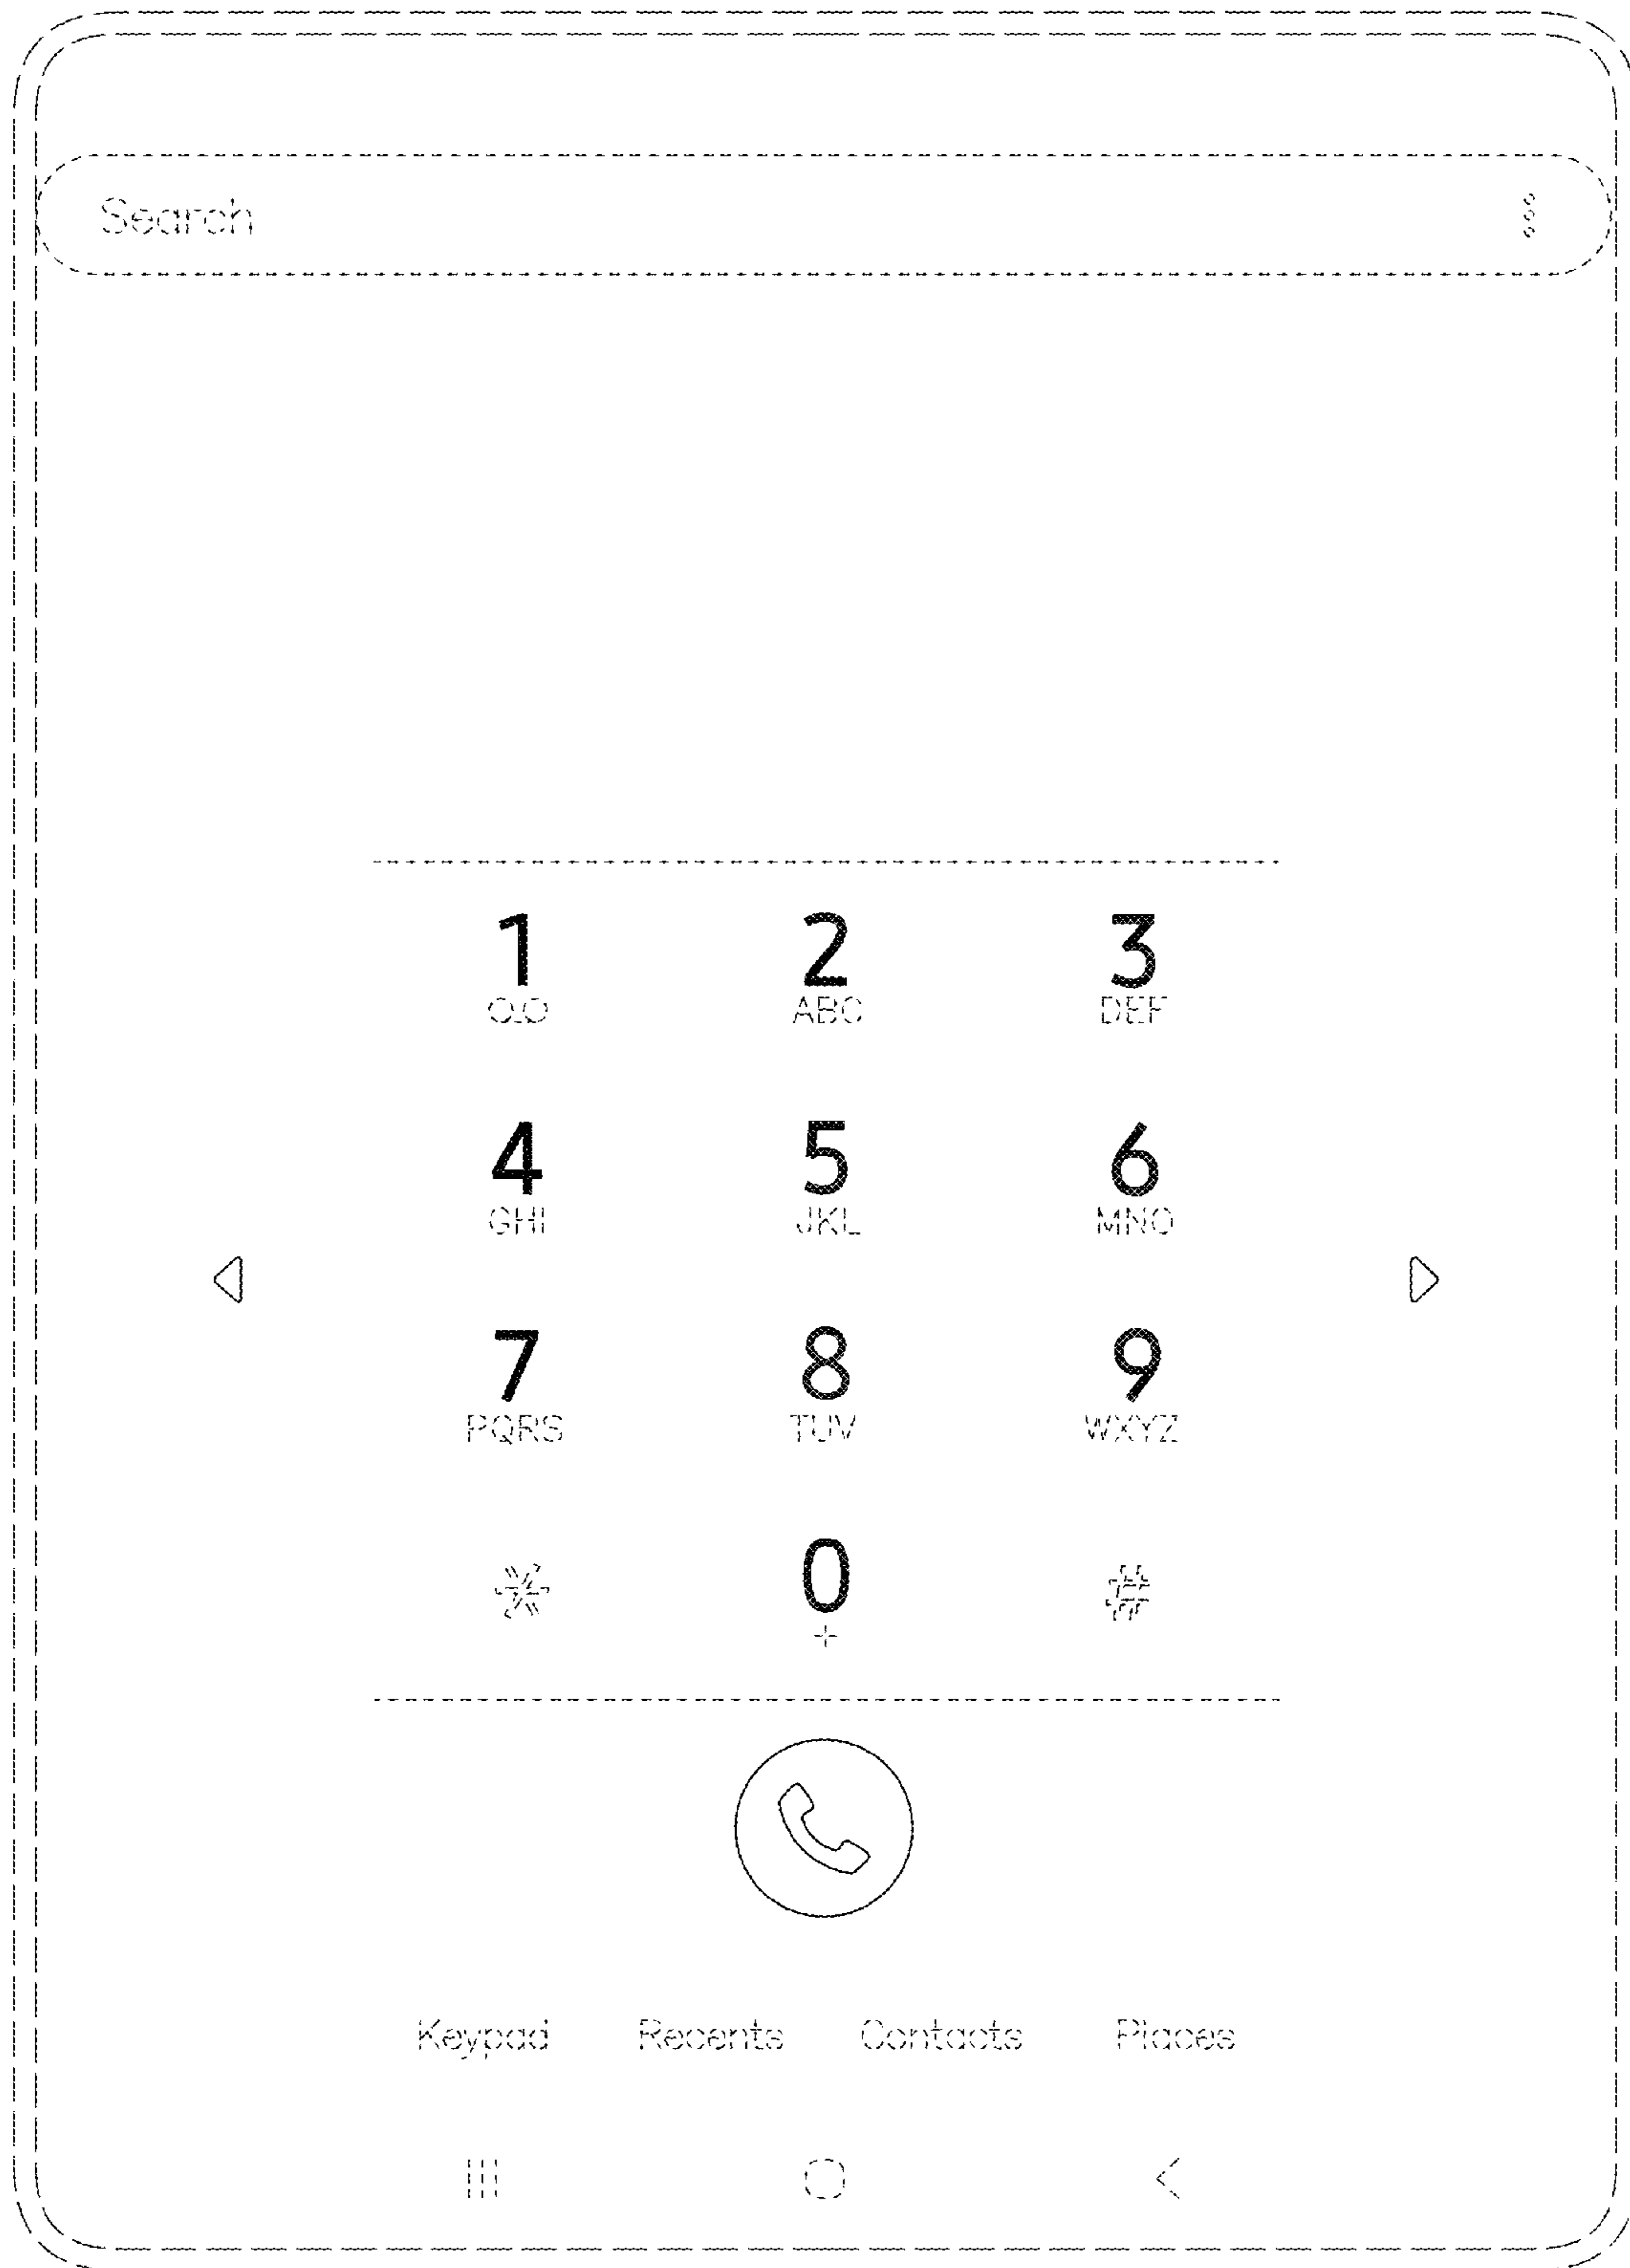 Search
1 2 3
ABC DEF
4 5 6
GHI JKL MNO
7 8 9
PQRS TUV WXYZ
* 0 #
+
Keypad Recents Contacts Places